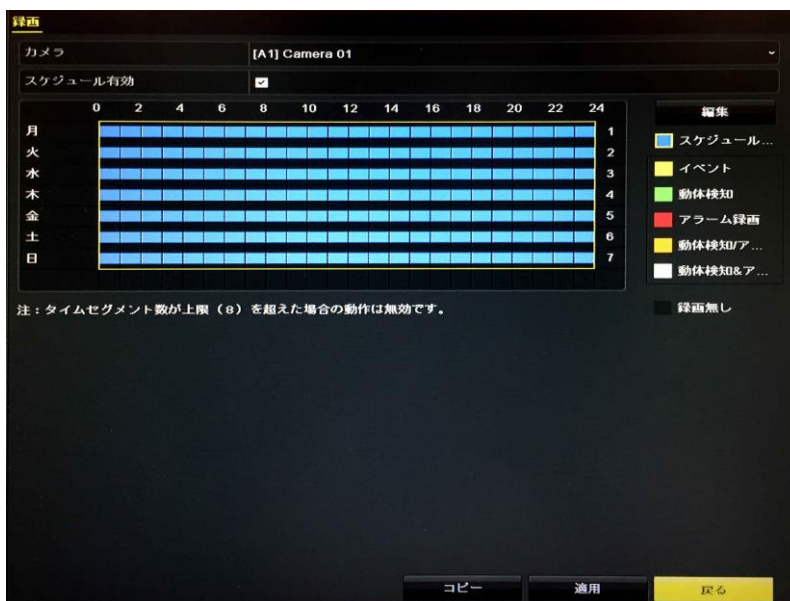 録画
カメラ [A1] Camera 01
スケジュール有効
0 2 4 6 8 10 12 14 16 18 20 22 24
編集
月 1
火 2
水 3
木 4
金 5
土 6
日 7
スケジュール...
イベント
動体検知
アラーム録画
動体検知/ア...
動体検知&ア...
録画無し
注：タイムセグメント数が上限（8）を超えた場合の動作は無効です。
コピー 適用 戻る